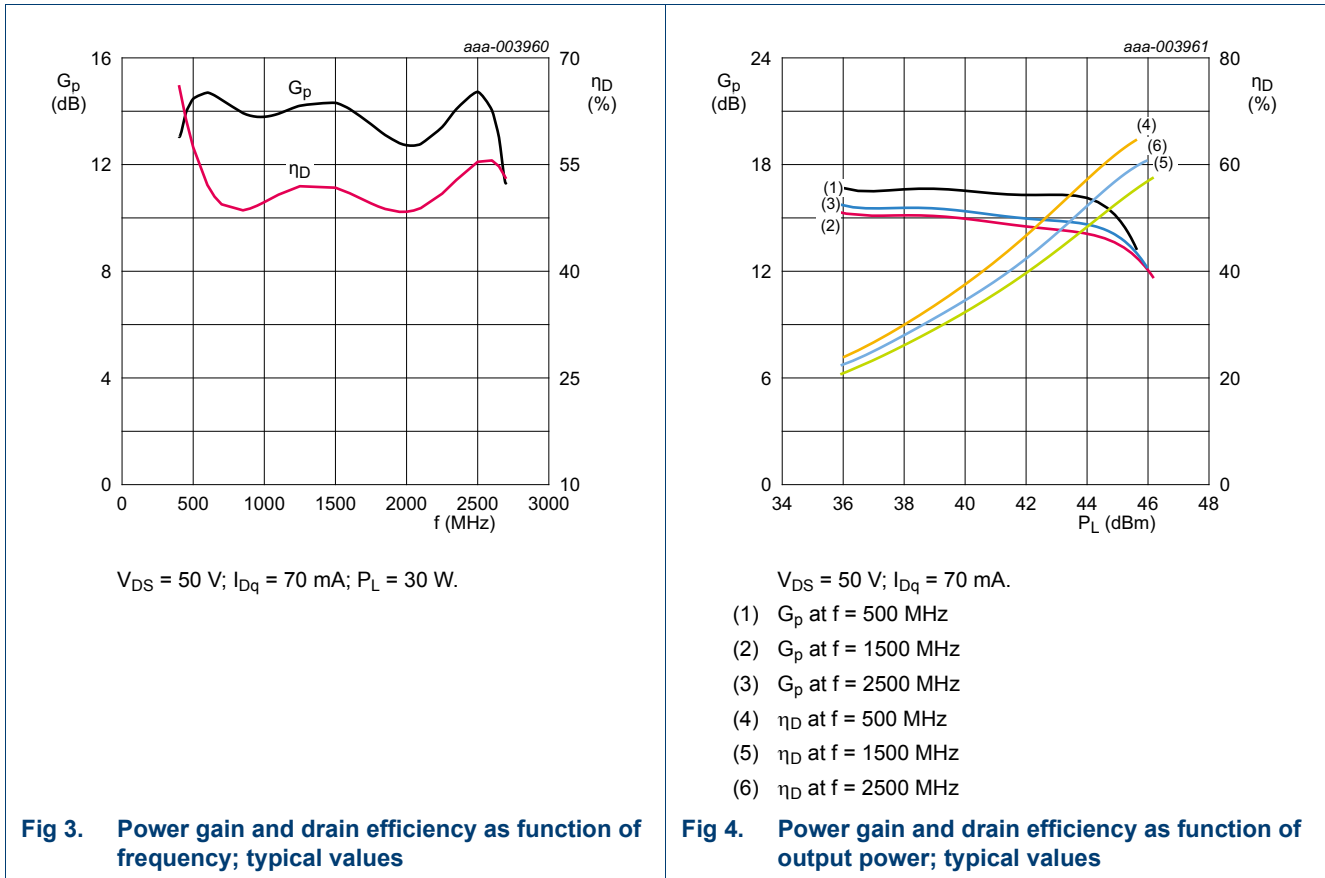 aaa-003960
16
70
Gp
(dB)
ηD
(%)
Gp
12
55
ηD
8
40
4
25
0
10
0 500 1000 1500 2000 2500 3000
f (MHz)
VDS = 50 V; IDq = 70 mA; PL = 30 W.
Fig 3. Power gain and drain efficiency as function of
frequency; typical values
aaa-003961
24
80
Gp
(dB)
ηD
(%)
(4)
(6)
(5)
18
60
(1)
(3)
(2)
12
40
6
20
0
0
34 36 38 40 42 44 46 48
PL (dBm)
VDS = 50 V; IDq = 70 mA.
(1) Gp at f = 500 MHz
(2) Gp at f = 1500 MHz
(3) Gp at f = 2500 MHz
(4) ηD at f = 500 MHz
(5) ηD at f = 1500 MHz
(6) ηD at f = 2500 MHz
Fig 4. Power gain and drain efficiency as function of
output power; typical values